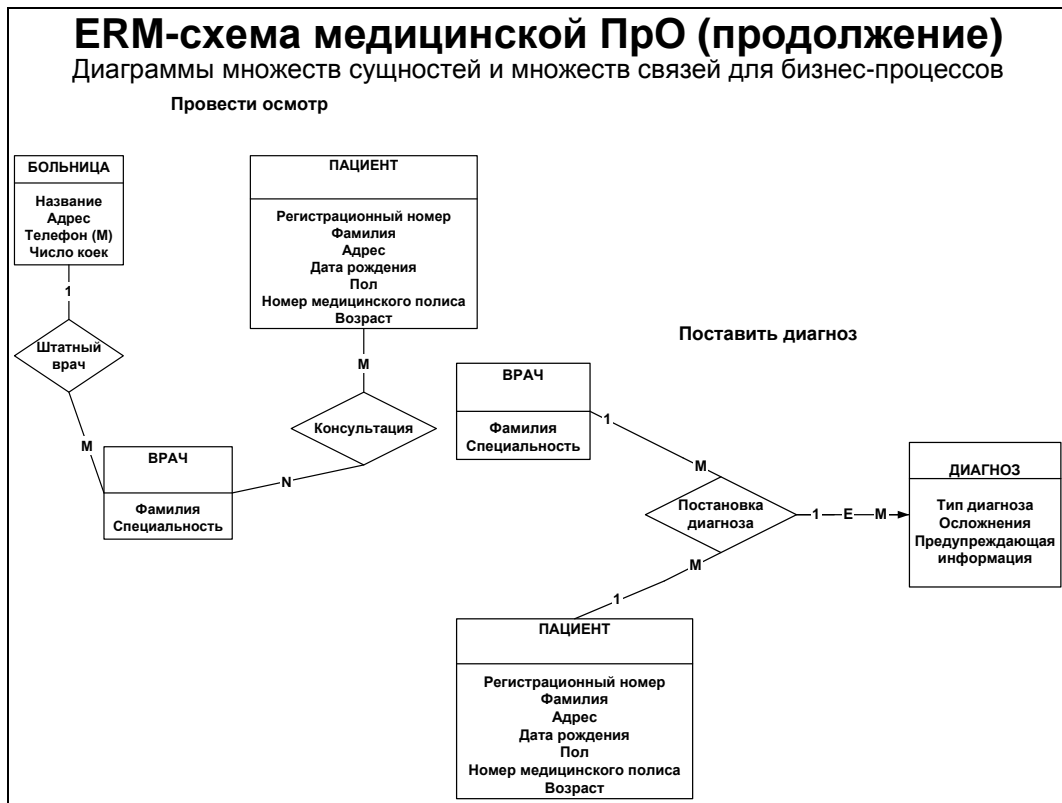 ERM-схема медицинской ПрО (продолжение)
Диаграммы множеств сущностей и множеств связей для бизнес-процессов
Провести осмотр
БОЛЬНИЦА
Название
Адрес
Телефон (М)
Число коек
1
Штатный
врач
М
ВРАЧ
Фамилия
Специальность
N
Консультация
М
ПАЦИЕНТ
Регистрационный номер
Фамилия
Адрес
Дата рождения
Пол
Номер медицинского полиса
Возраст
Поставить диагноз
ВРАЧ
Фамилия
Специальность
1
М
Постановка
диагноза
1 Е М
ДИАГНОЗ
Тип диагноза
Осложнения
Предупреждающая
информация
М
1
ПАЦИЕНТ
Регистрационный номер
Фамилия
Адрес
Дата рождения
Пол
Номер медицинского полиса
Возраст